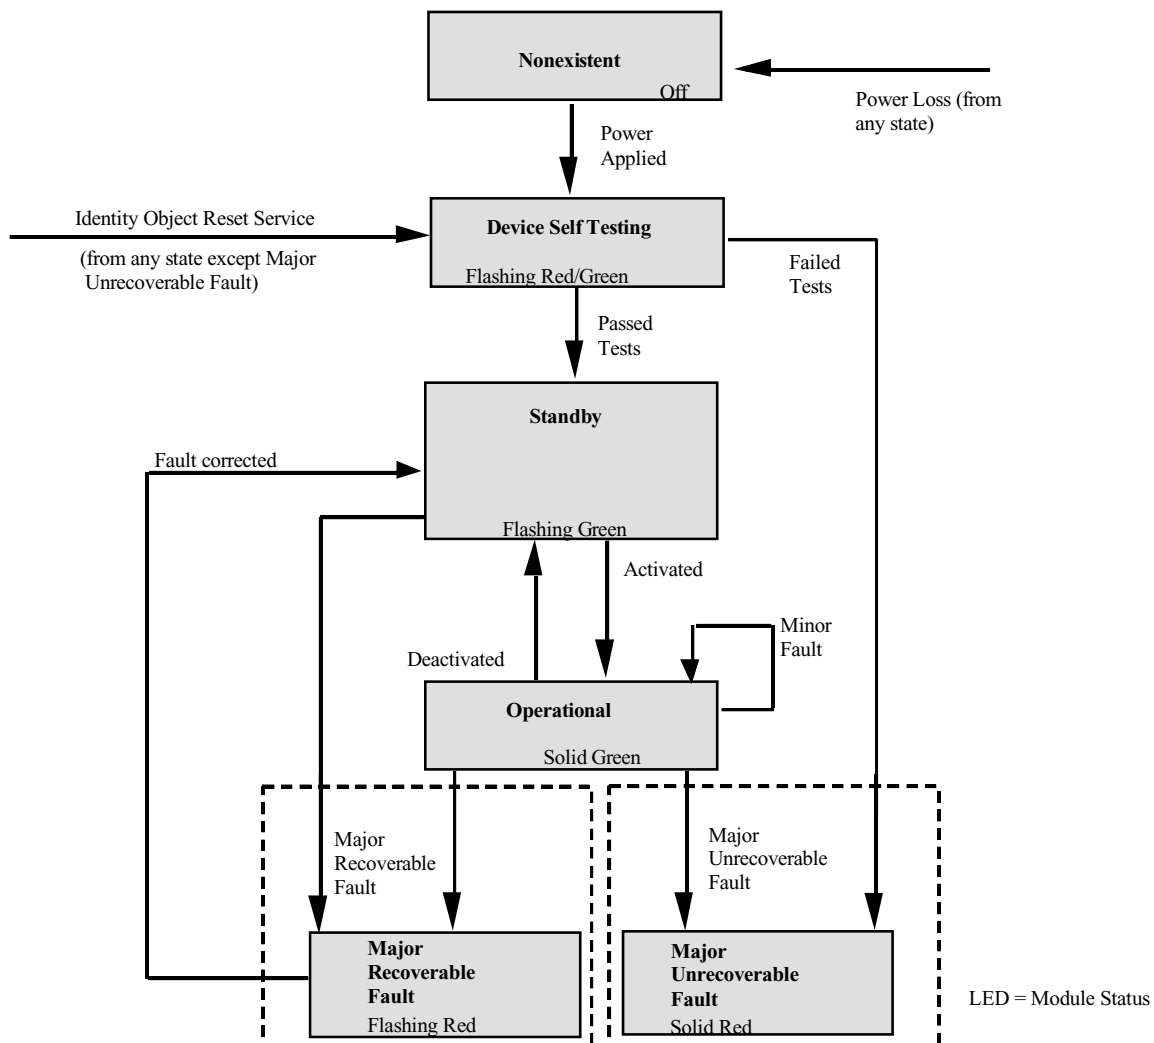 Nonexistent
Off
Power Loss (from
any state)
Power
Applied
Identity Object Reset Service
(from any state except Major
Unrecoverable Fault)
Device Self Testing
Flashing Red/Green
Failed
Tests
Passed
Tests
Standby
Flashing Green
Fault corrected
Activated
Deactivated
Minor
Fault
Operational
Solid Green
Major
Recoverable
Fault
Major
Unrecoverable
Fault
Major
Recoverable
Fault
Flashing Red
Major
Unrecoverable
Fault
Solid Red
LED = Module Status